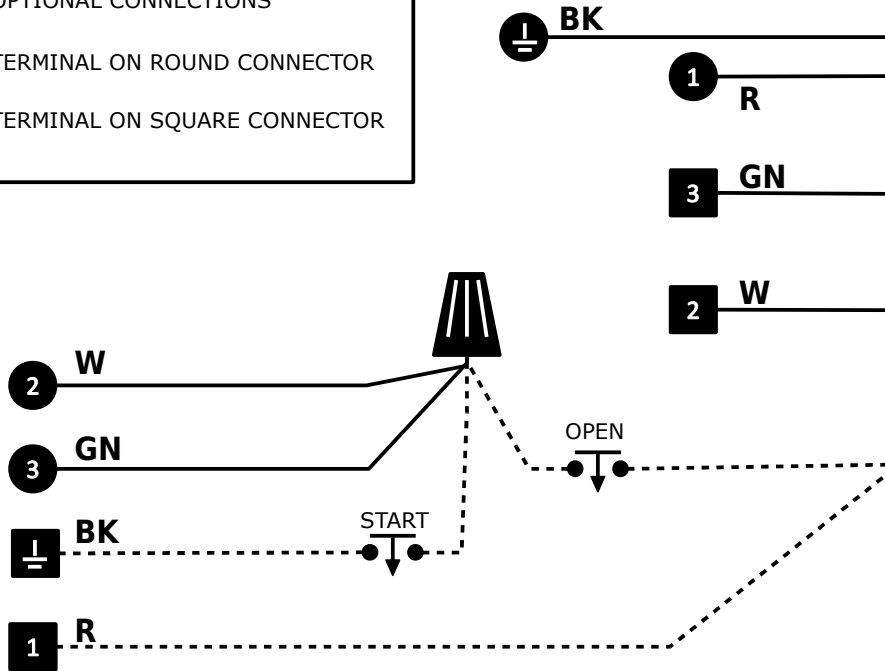 OPTIONAL CONNECTIONS
TERMINAL ON ROUND CONNECTOR
TERMINAL ON SQUARE CONNECTOR
BK
1
R
3
GN
2
W
2
W
3
GN
OPEN
START
BK
1
R